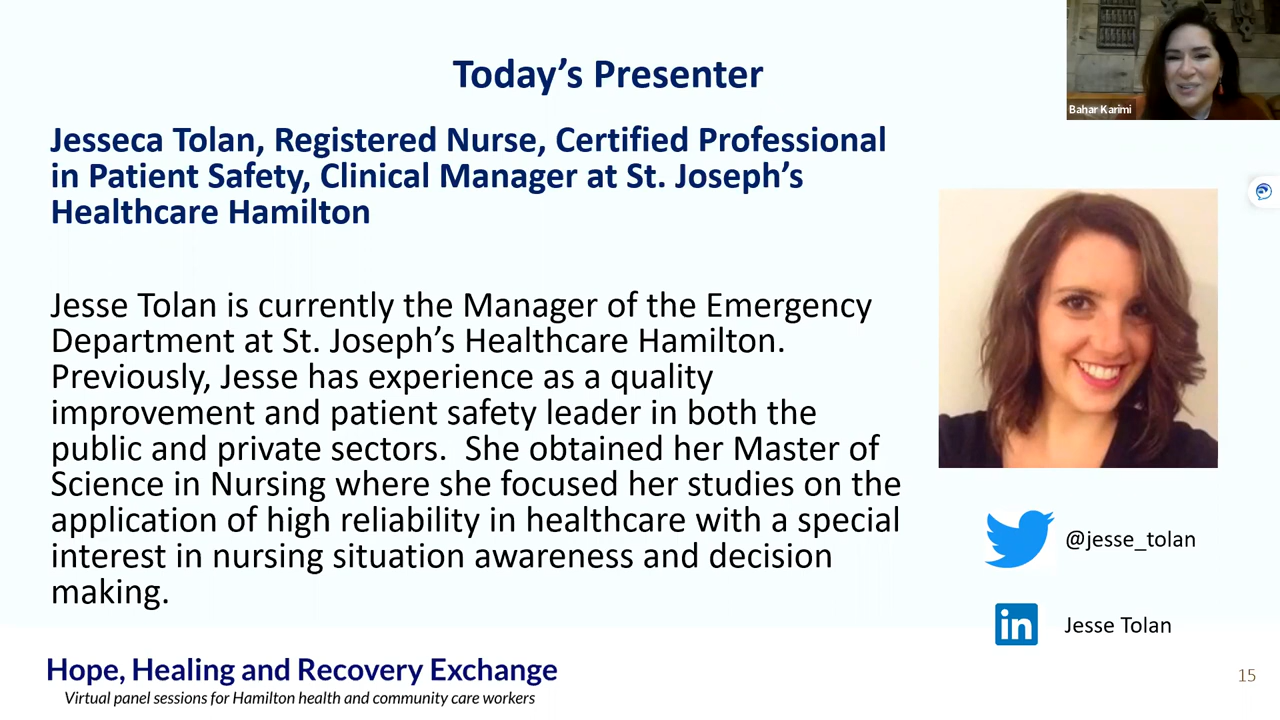 Today’s Presenter
Bahar Karimi
Jesseca Tolan, Registered Nurse, Certified Professional
in Patient Safety, Clinical Manager at St. Joseph’s
Healthcare Hamilton
Jesse Tolan is currently the Manager of the Emergency
Department at St. Joseph’s Healthcare Hamilton.
Previously, Jesse has experience as a quality
improvement and patient safety leader in both the
public and private sectors.  She obtained her Master of
Science in Nursing where she focused her studies on the
application of high reliability in healthcare with a special
interest in nursing situation awareness and decision
making.
@jesse_tolan
in
Jesse Tolan
Hope, Healing and Recovery Exchange
Virtual panel sessions for Hamilton health and community care workers
15